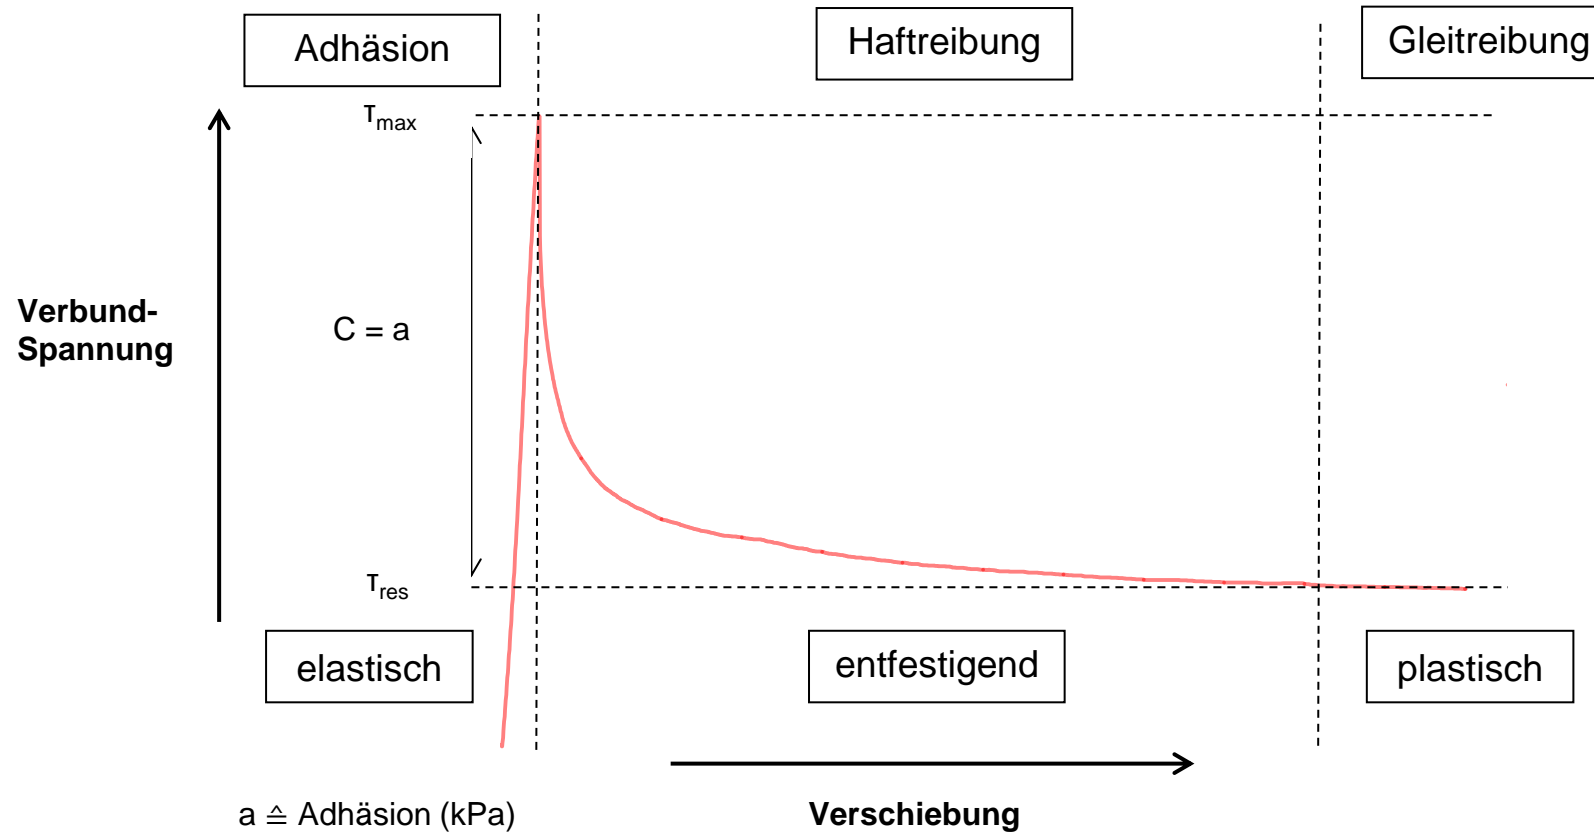 Adhäsion
Haftreibung
Gleitreibung
τmax
Verbund-
Spannung
C = a
τres
elastisch
entfestigend
plastisch
a ≙ Adhäsion (kPa)
Verschiebung